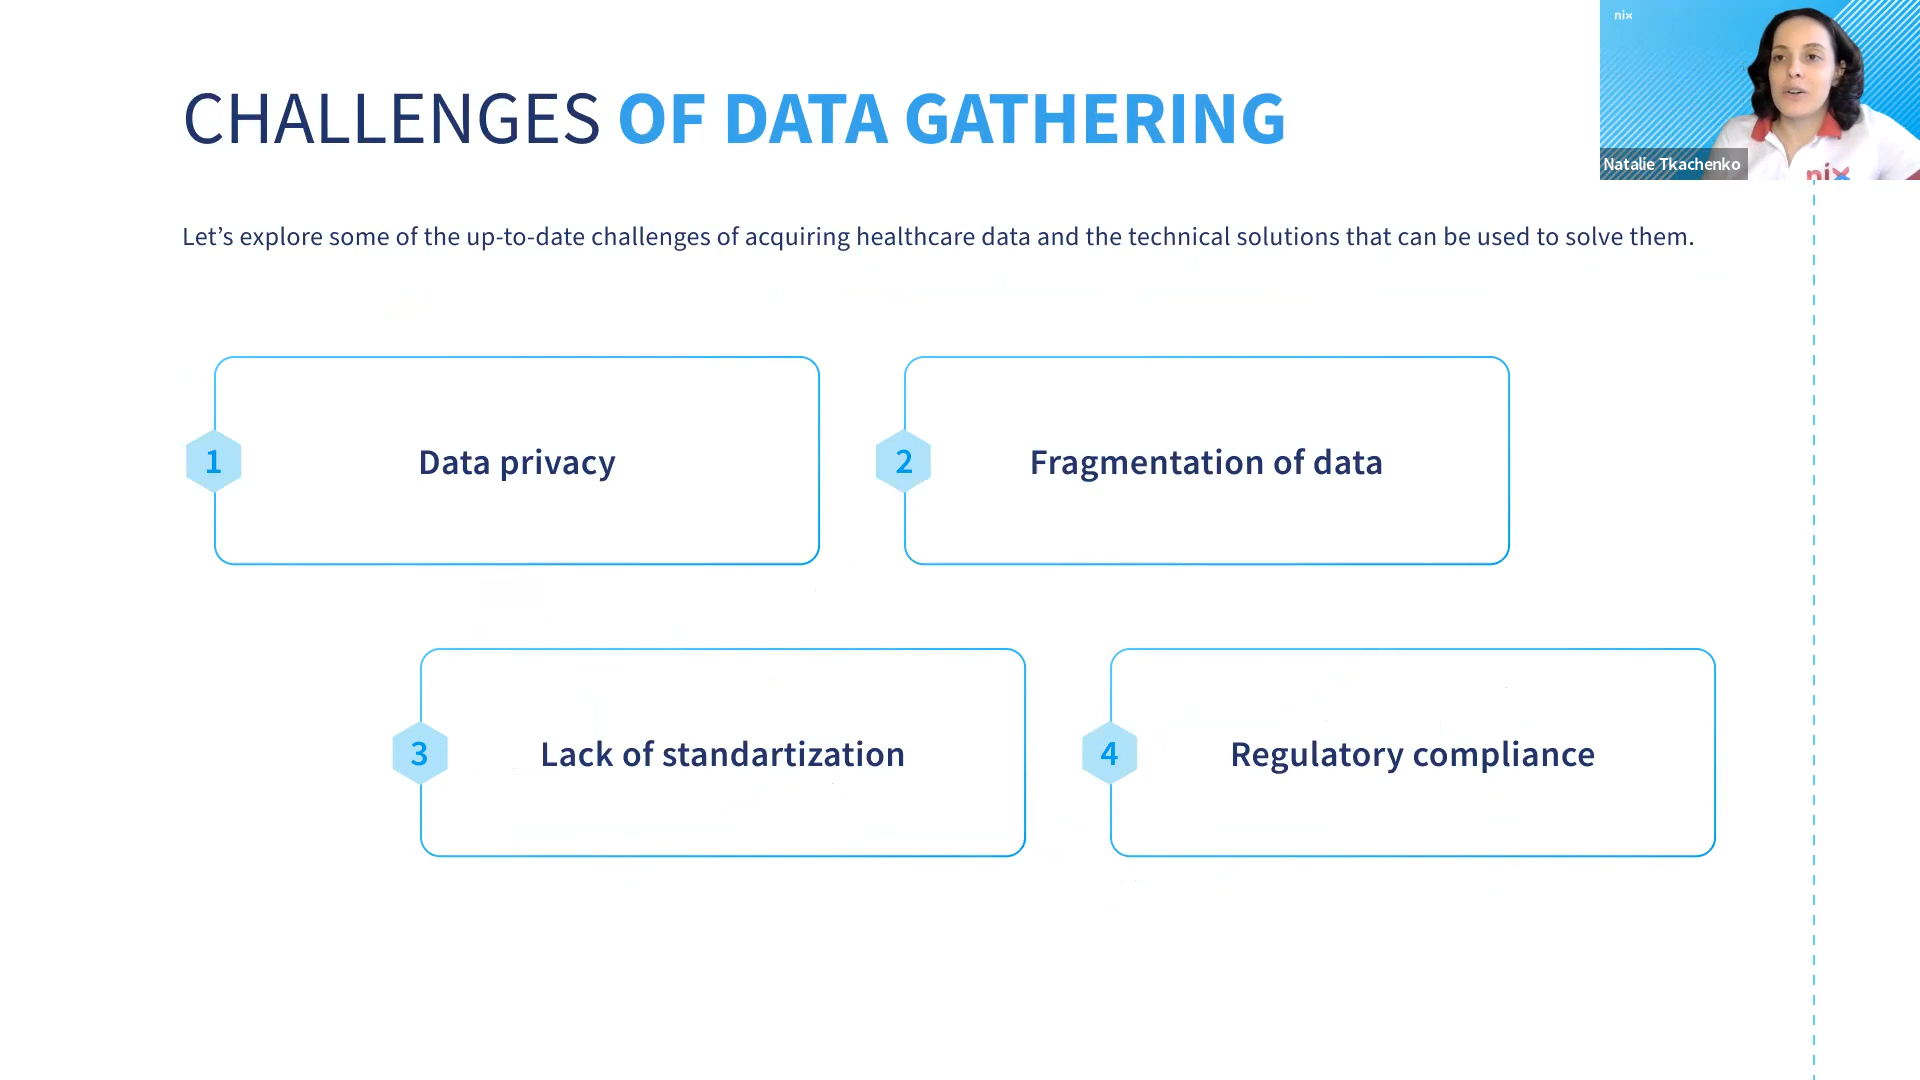 nix
CHALLENGES OF DATA GATHERING
Natalie Tkachenko
nix
Let’s explore some of the up-to-date challenges of acquiring healthcare data and the technical solutions that can be used to solve them.
1
Data privacy
2
Fragmentation of data
3
Lack of standartization
4
Regulatory compliance